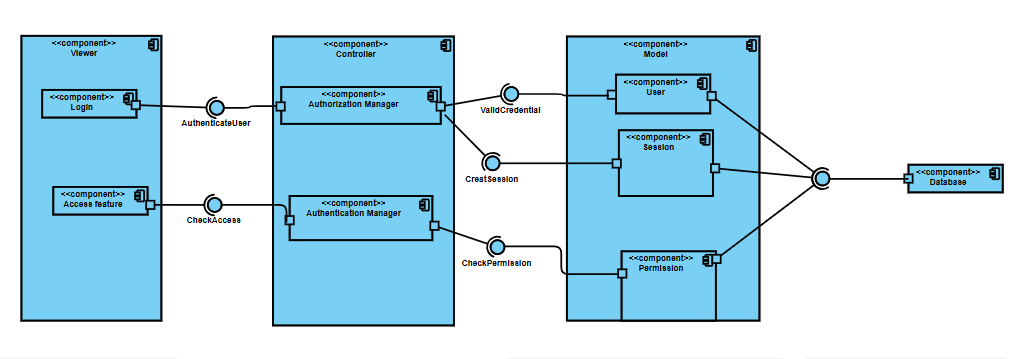 <<component>>
Viewer
<<component>>
Login
<<component>>
Access feature
AuthenticateUser
CheckAccess
<<component>>
Controller
<<component>>
Authorization Manager
<<component>>
Authentication Manager
ValidCredential
CreatSession
CheckPermission
<<component>>
Model
<<component>>
User
<<component>>
Session
<<component>>
Permission
<<component>>
Database